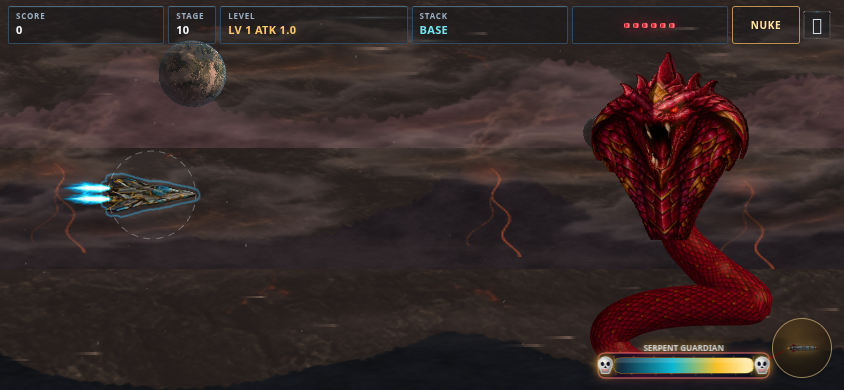 SCORE
0
STAGE
10
LEVEL
LV 1 ATK 1.0
STACK
BASE
NUKE
SERPENT GUARDIAN